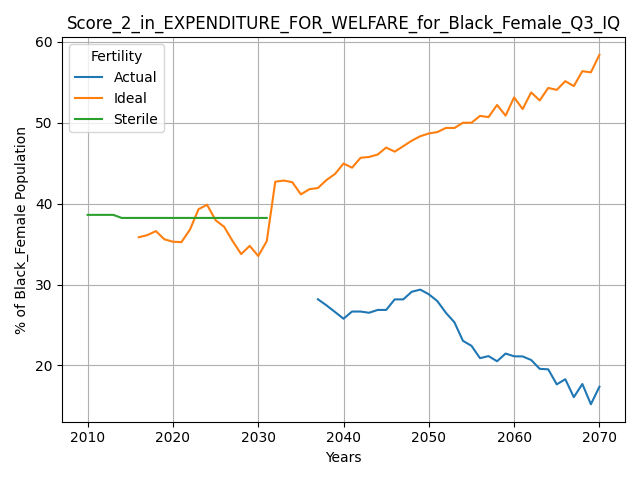 Score_2_in_EXPENDITURE_FOR_WELFARE_for_Black_Female_Q3_IQ
Fertility
Actual
Ideal
Sterile
% of Black_Female Population
60
50
40
30
20
2010 2020 2030 2040 2050 2060 2070
Years